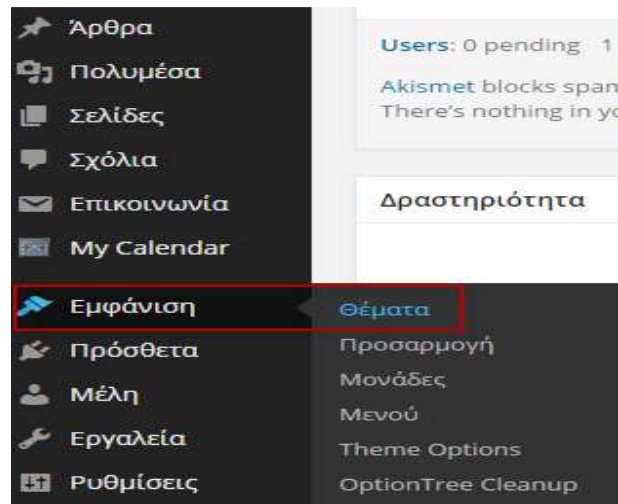 Άρθρα
Πολυμέσα
Σελίδες
Σχόλια
Επικοινωνία
My Calendar
Εμφάνιση
Πρόσθετα
Μέλη
Εργαλεία
Ρυθμίσεις
Users: 0 pending 1
Akismet blocks spam
There's nothing in yo
Δραστηριότητα
Θέματα
Προσαρμογή
Μονάδες
Μενού
Theme Options
OptionTree Cleanup